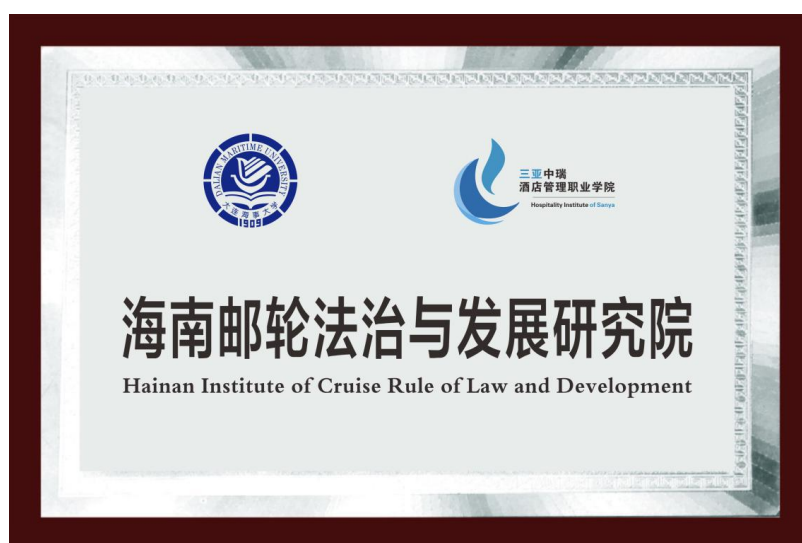 DALIAN MARITIME UNIVERSITY
大连海事大学
1909
三亚中瑞
酒店管理职业学院
Hospitality Institute of Sanya
海南邮轮法治与发展研究院
Hainan Institute of Cruise Rule of Law and Development